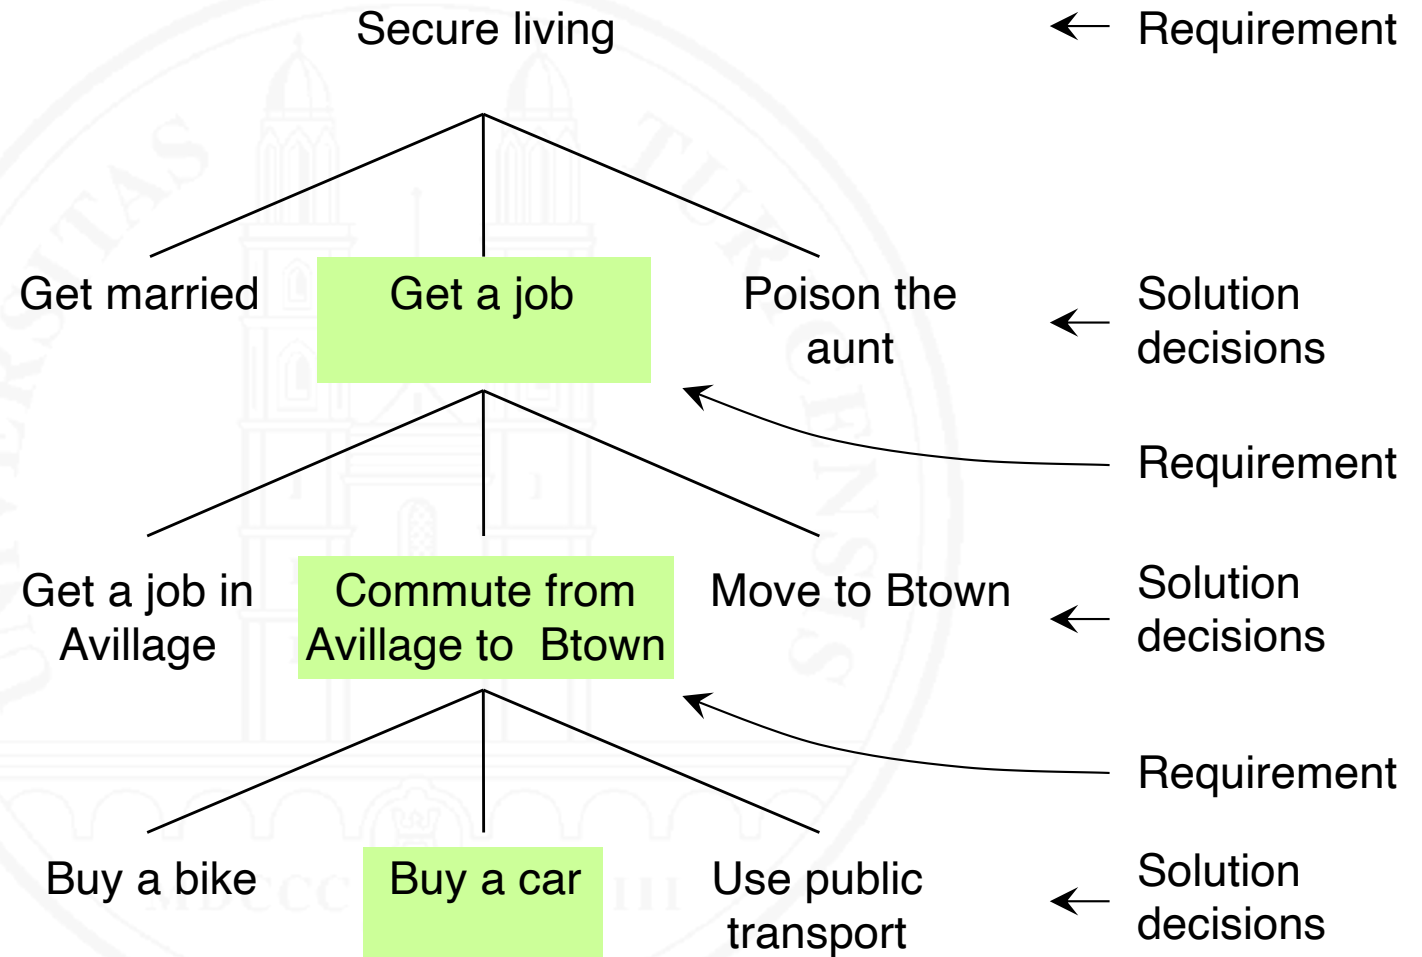 Secure living
Requirement
Get married
Get a job
Poison the
aunt
Solution
decisions
Requirement
Get a job in
Avillage
Commute from
Avillage to Btown
Move to Btown
Solution
decisions
Requirement
Buy a bike
Buy a car
Use public
transport
Solution
decisions